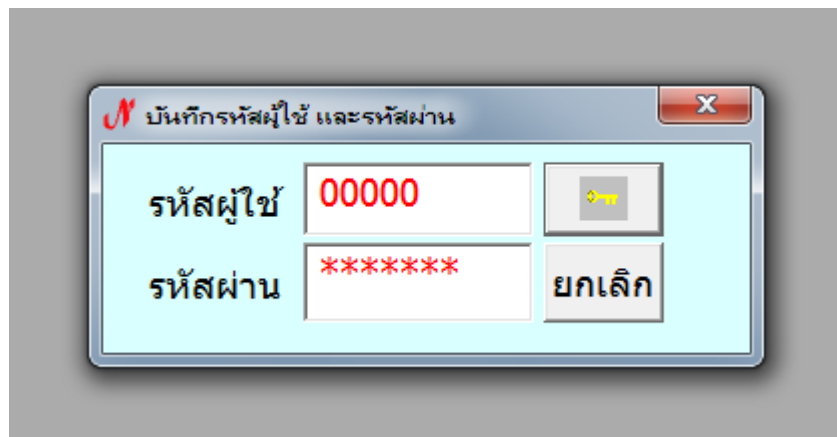 N บันทึกรหัสผู้ใช้ และรหัสผ่าน
รหัสผู้ใช้ 00000
รหัสผ่าน ******* ยกเลิก